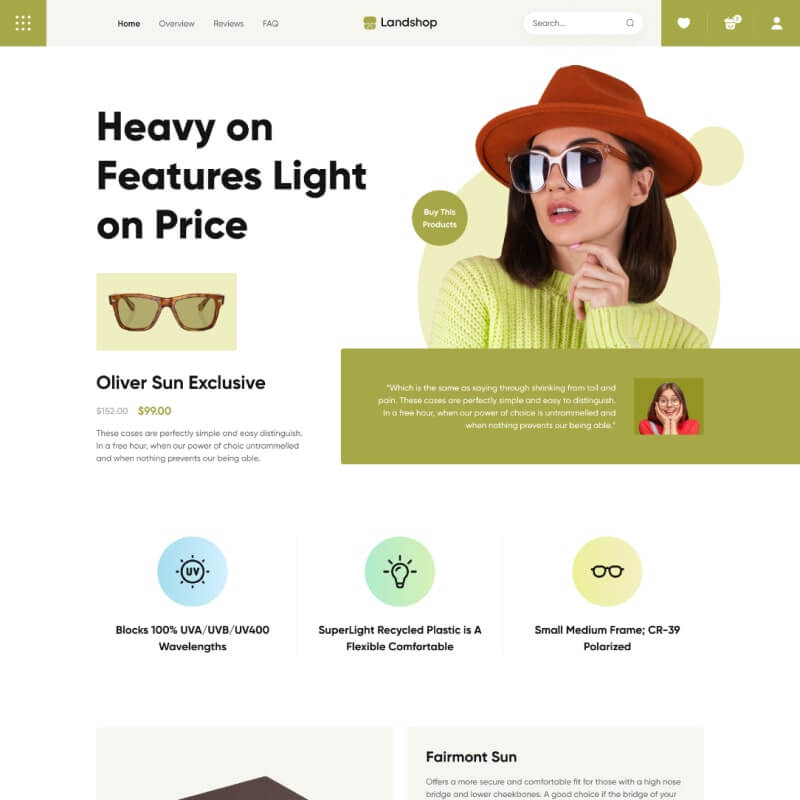 Home Overview Reviews FAQ
Landshop
Search...
2
Heavy on
Features Light
on Price
Buy This
Products
Oliver Sun Exclusive
$152.00 $99.00
These cases are perfectly simple and easy distinguish.
In a free hour, when our power of choic untrammelled
and when nothing prevents our being able.
"Which is the same as saying through shrinking from toil and
pain. These cases are perfectly simple and easy to distinguish.
In a free hour, when our power of choice is untrammelled and
when nothing prevents our being able."
UV
Blocks 100% UVA/UVB/UV400
Wavelengths
SuperLight Recycled Plastic is A
Flexible Comfortable
Small Medium Frame; CR-39
Polarized
Fairmont Sun
Offers a more secure and comfortable fit for those with a high nose
bridge and lower cheekbones. A good choice if the bridge of your